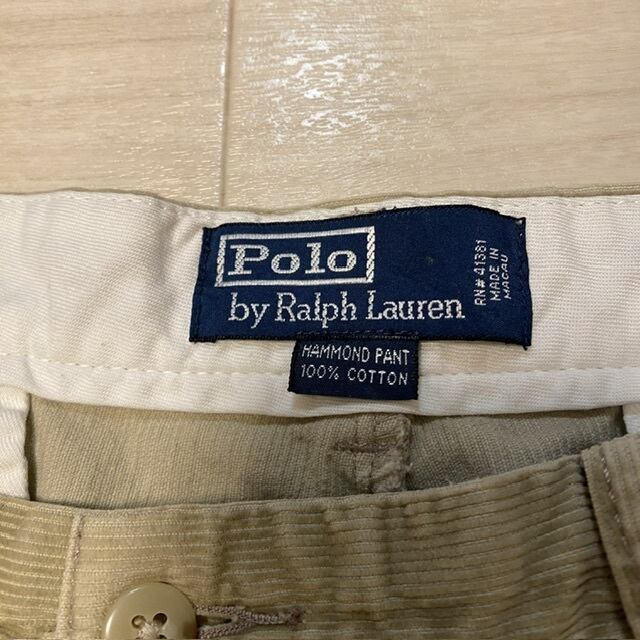 Polo
by Ralph Lauren
RN# 41381
MADE IN
MACAU
HAMMOND PANT
100% COTTON